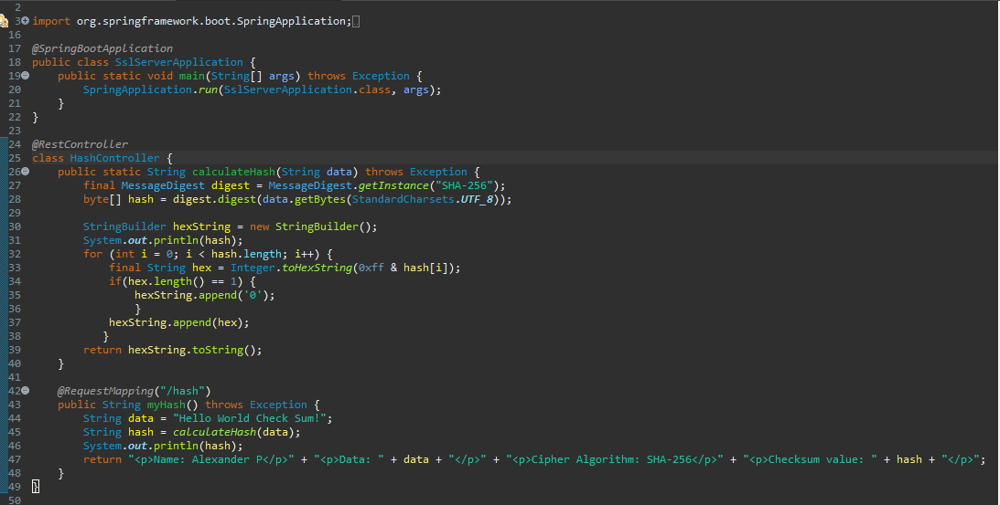 2
3 import org.springframework.boot.SpringApplication;
16
17 @SpringBootApplication
18 public class SslServerApplication {
19     public static void main(String[] args) throws Exception {
20         SpringApplication.run(SslServerApplication.class, args);
21     }
22 }
23
24 @RestController
25 class HashController {
26     public static String calculateHash(String data) throws Exception {
27         final MessageDigest digest = MessageDigest.getInstance("SHA-256");
28         byte[] hash = digest.digest(data.getBytes(StandardCharsets.UTF_8));
29
30         StringBuilder hexString = new StringBuilder();
31         System.out.println(hash);
32         for (int i = 0; i < hash.length; i++) {
33             final String hex = Integer.toHexString(0xff & hash[i]);
34             if(hex.length() == 1) {
35                 hexString.append('0');
36                 }
37             hexString.append(hex);
38            }
39         return hexString.toString();
40     }
41
42     @RequestMapping("/hash")
43     public String myHash() throws Exception {
44         String data = "Hello World Check Sum!";
45         String hash = calculateHash(data);
46         System.out.println(hash);
47         return "<p>Name: Alexander P</p>" + "<p>Data: " + data + "</p>" + "<p>Cipher Algorithm: SHA-256</p>" + "<p>Checksum value: " + hash + "</p>";
48     }
49 }
50